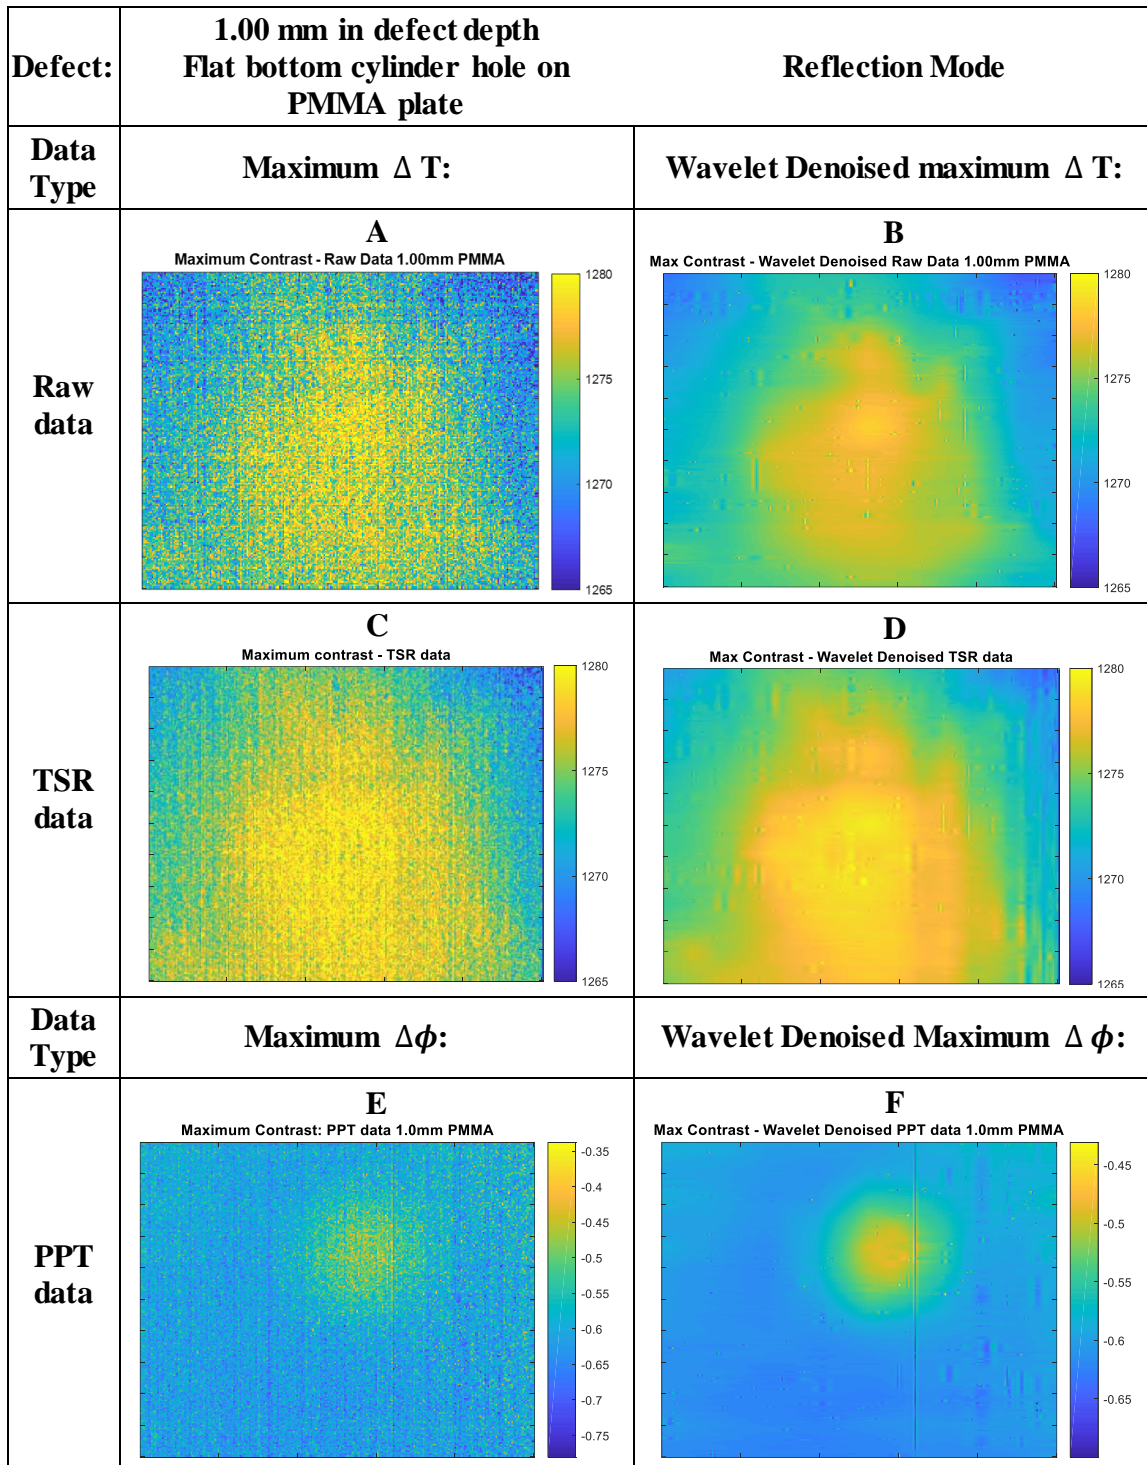 Defect:
1.00 mm in defect depth
Flat bottom cylinder hole on
PMMA plate
Reflection Mode
Data
Type
Maximum Δ T:
Wavelet Denoised maximum Δ T:
Raw
data
A
Maximum Contrast - Raw Data 1.00mm PMMA
1280
1275
1270
1265
B
Max Contrast - Wavelet Denoised Raw Data 1.00mm PMMA
1280
1275
1270
1265
TSR
data
C
Maximum contrast - TSR data
1280
1275
1270
1265
D
Max Contrast - Wavelet Denoised TSR data
1280
1275
1270
1265
Data
Type
Maximum Δϕ:
Wavelet Denoised Maximum Δ ϕ:
PPT
data
E
Maximum Contrast: PPT data 1.0mm PMMA
-0.35
-0.4
-0.45
-0.5
-0.55
-0.6
-0.65
-0.7
-0.75
F
Max Contrast - Wavelet Denoised PPT data 1.0mm PMMA
-0.45
-0.5
-0.55
-0.6
-0.65